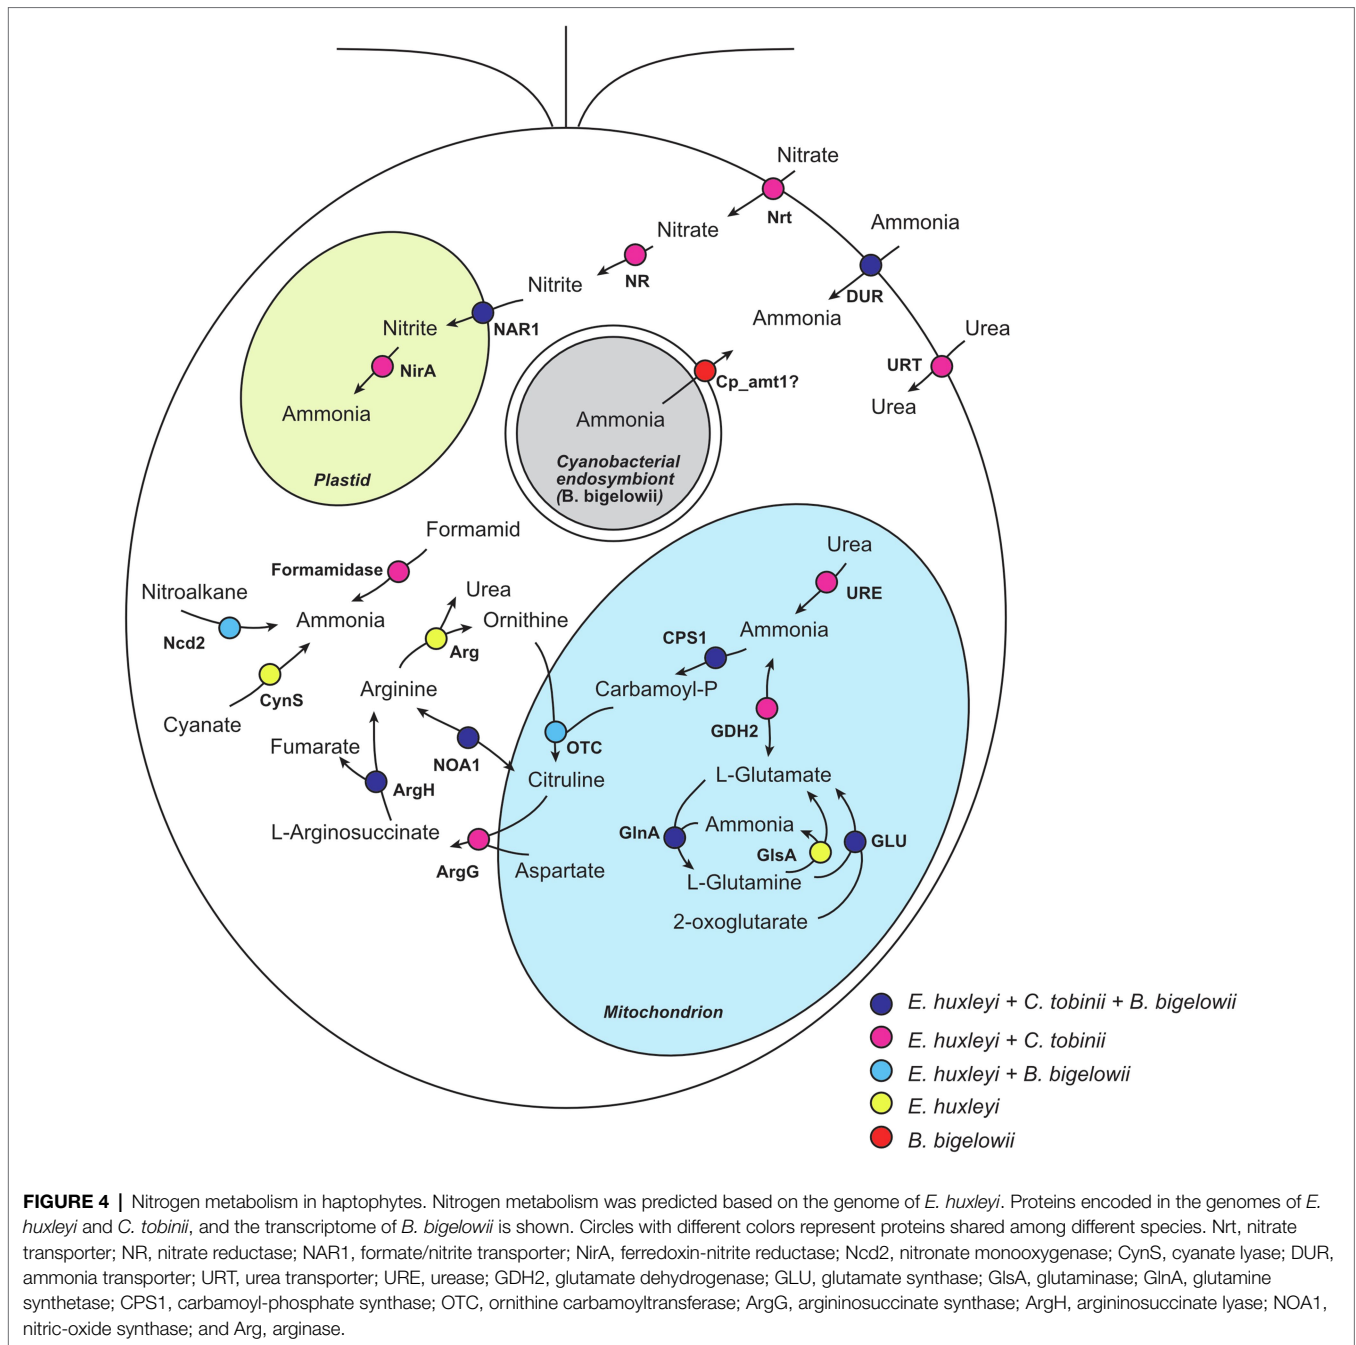 Nitrate
Nrt
Nitrate
NR
Ammonia
DUR
Ammonia
Nitrite
NAR1
Nitrite
NirA
Ammonia
Plastid
Urea
URT
Urea
Cp_amt1?
Ammonia
Cyanobacterial
endosymbiont
(B. bigelowii)
Formamid
Formamidase
Nitroalkane
Ncd2
Ammonia
CynS
Cyanate
Urea
Ornithine
Arg
Arginine
Fumarate
NOA1
ArgH
L-Arginosuccinate
ArgG
Aspartate
Urea
URE
Ammonia
CPS1
Carbamoyl-P
GDH2
OTC
Citruline
L-Glutamate
GlnA
Ammonia
GlsA
GLU
L-Glutamine
2-oxoglutarate
Mitochondrion
E. huxleyi + C. tobinii + B. bigelowii
E. huxleyi + C. tobinii
E. huxleyi + B. bigelowii
E. huxleyi
B. bigelowii
FIGURE 4 | Nitrogen metabolism in haptophytes. Nitrogen metabolism was predicted based on the genome of E. huxleyi. Proteins encoded in the genomes of E.
huxleyi and C. tobinii, and the transcriptome of B. bigelowii is shown. Circles with different colors represent proteins shared among different species. Nrt, nitrate
transporter; NR, nitrate reductase; NAR1, formate/nitrite transporter; NirA, ferredoxin-nitrite reductase; Ncd2, nitronate monooxygenase; CynS, cyanate lyase; DUR,
ammonia transporter; URT, urea transporter; URE, urease; GDH2, glutamate dehydrogenase; GLU, glutamate synthase; GlsA, glutaminase; GlnA, glutamine
synthetase; CPS1, carbamoyl-phosphate synthase; OTC, ornithine carbamoyltransferase; ArgG, argininosuccinate synthase; ArgH, argininosuccinate lyase; NOA1,
nitric-oxide synthase; and Arg, arginase.